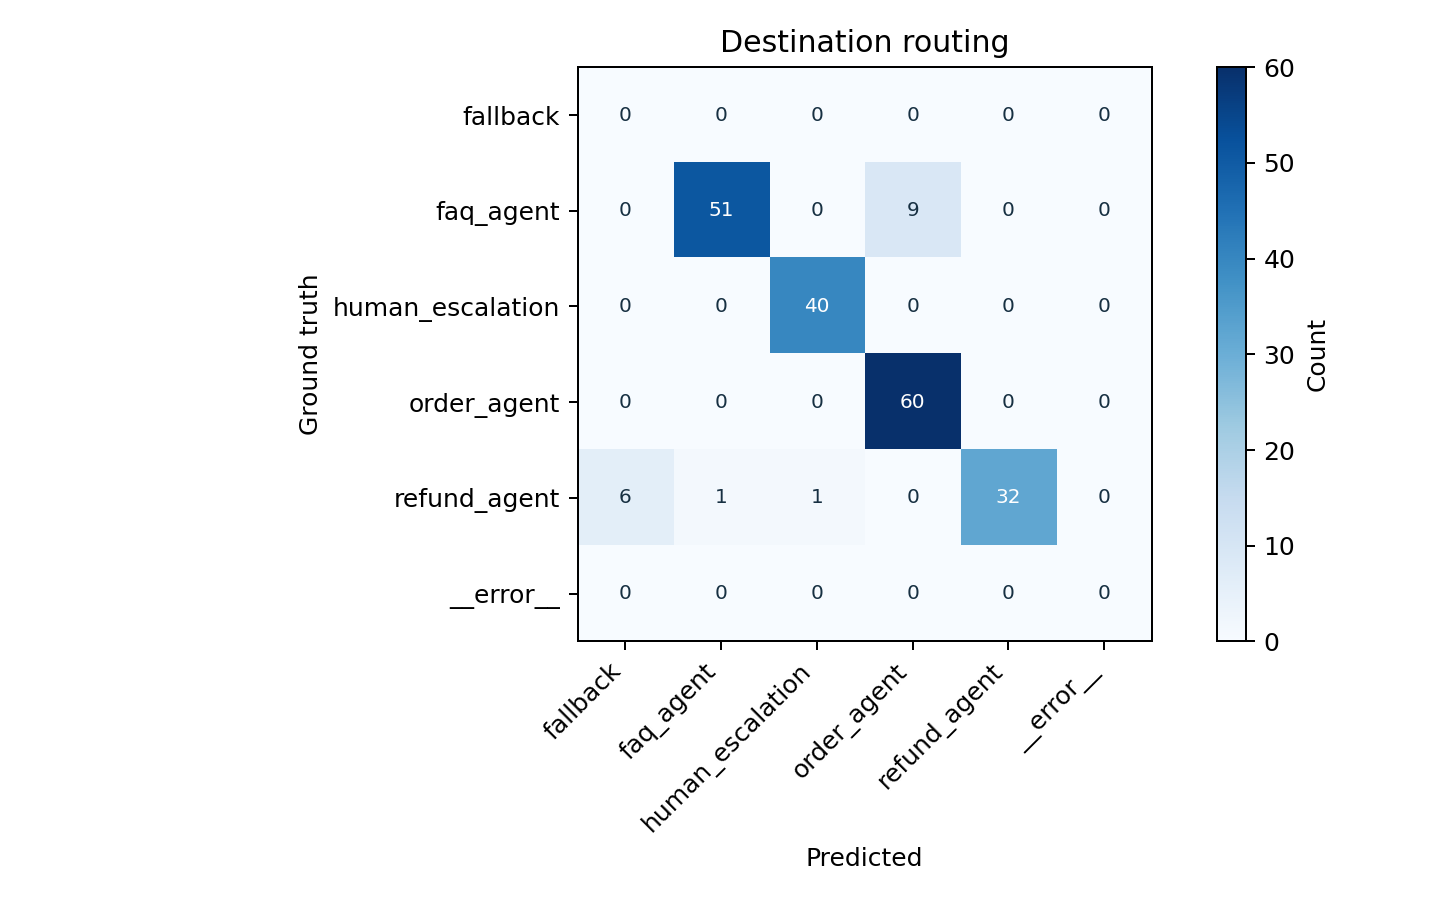 Destination routing
fallback 0 0 0 0 0 0
faq_agent 0 51 0 9 0 0
human_escalation 0 0 40 0 0 0
order_agent 0 0 0 60 0 0
refund_agent 6 1 1 0 32 0
__error__ 0 0 0 0 0 0
Ground truth
fallback
faq_agent
human_escalation
order_agent
refund_agent
__error__
Predicted
60
50
40
30
20
10
0
Count